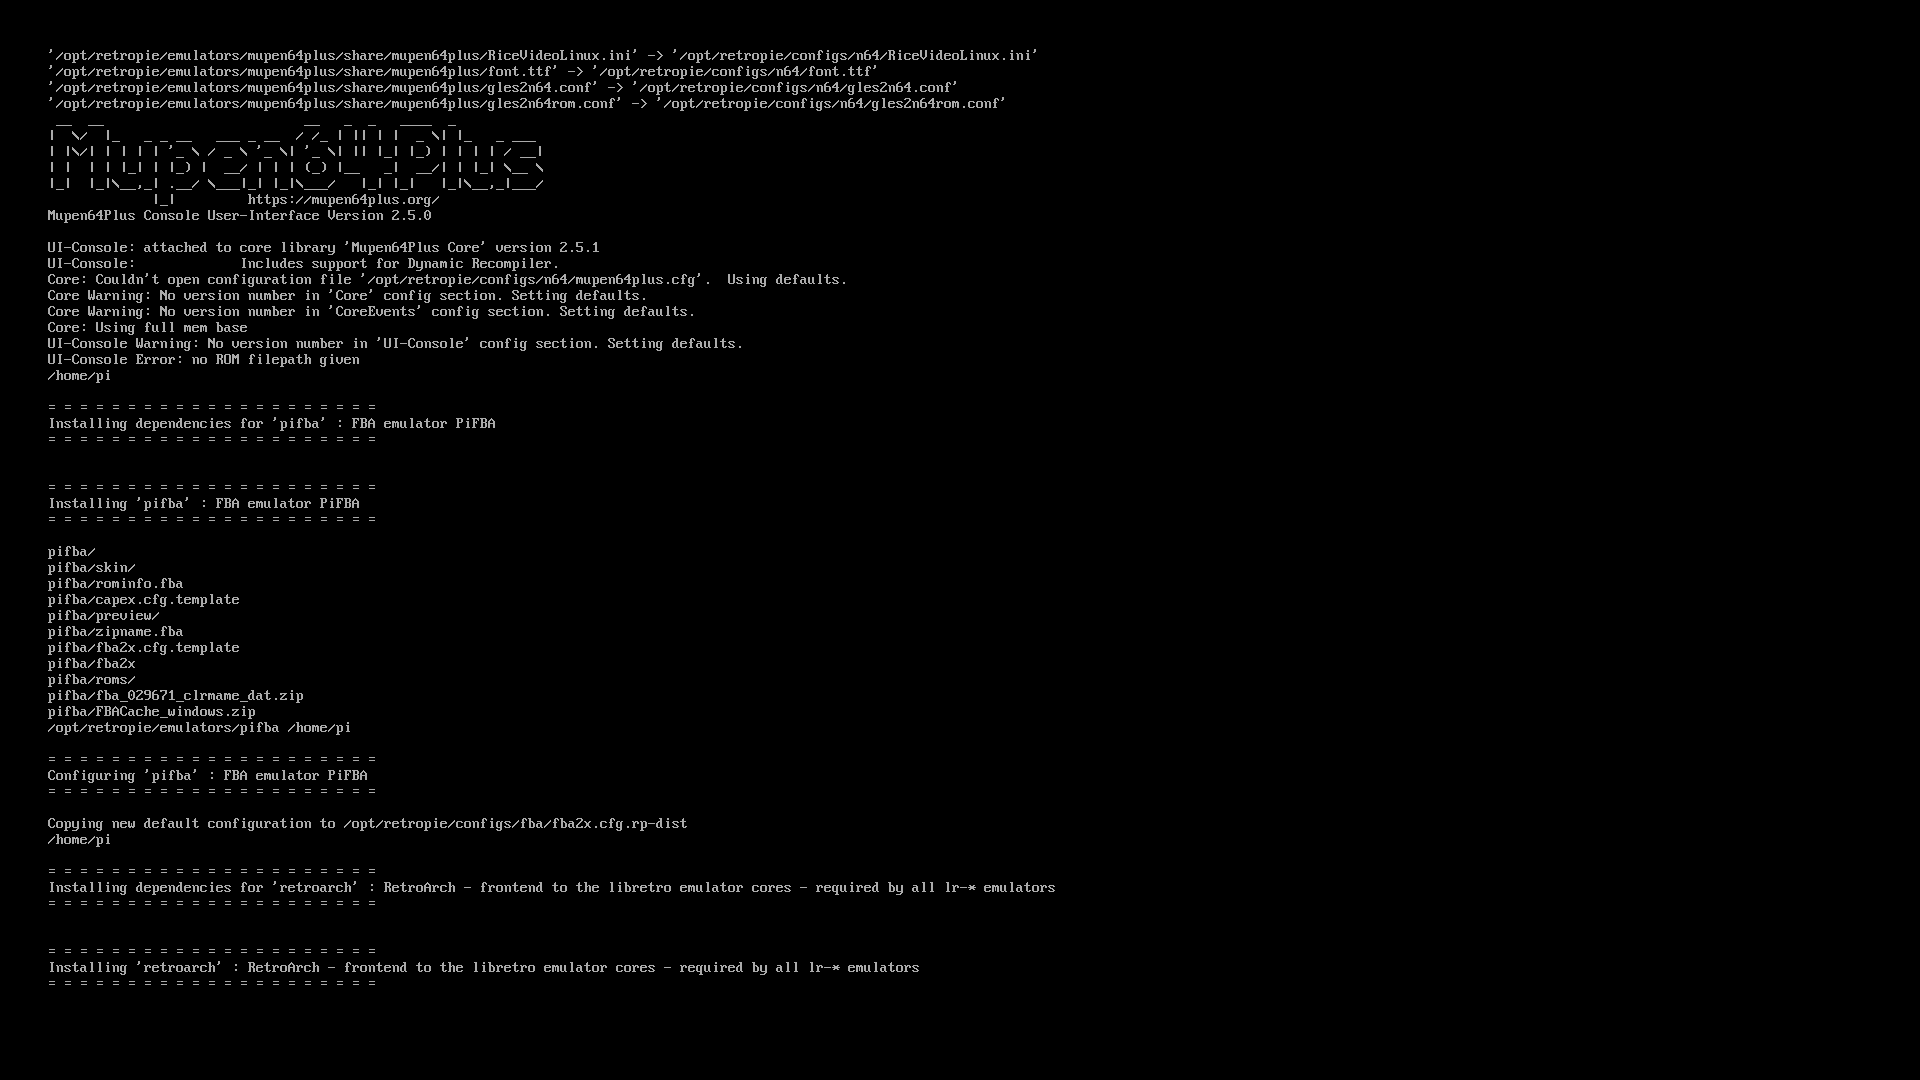 '/opt/retropie/emulators/mupen64plus/share/mupen64plus/RiceVideoLinux.ini' -> '/opt/retropie/configs/n64/RiceVideoLinux.ini'
'/opt/retropie/emulators/mupen64plus/share/mupen64plus/font.ttf' -> '/opt/retropie/configs/n64/font.ttf'
'/opt/retropie/emulators/mupen64plus/share/mupen64plus/gles2n64.conf' -> '/opt/retropie/configs/n64/gles2n64.conf'
'/opt/retropie/emulators/mupen64plus/share/mupen64plus/gles2n64rom.conf' -> '/opt/retropie/configs/n64/gles2n64rom.conf'
Mupen64Plus
https://mupen64plus.org/
Mupen64Plus Console User-Interface Version 2.5.0
UI-Console: attached to core library 'Mupen64Plus Core' version 2.5.1
UI-Console:             Includes support for Dynamic Recompiler.
Core: Couldn't open configuration file '/opt/retropie/configs/n64/mupen64plus.cfg'.  Using defaults.
Core Warning: No version number in 'Core' config section. Setting defaults.
Core Warning: No version number in 'CoreEvents' config section. Setting defaults.
Core: Using full mem base
UI-Console Warning: No version number in 'UI-Console' config section. Setting defaults.
UI-Console Error: no ROM filepath given
/home/pi
= = = = = = = = = = = = = = = = = = = = =
Installing dependencies for 'pifba' : FBA emulator PiFBA
= = = = = = = = = = = = = = = = = = = = =
= = = = = = = = = = = = = = = = = = = = =
Installing 'pifba' : FBA emulator PiFBA
= = = = = = = = = = = = = = = = = = = = =
pifba/
pifba/skin/
pifba/rominfo.fba
pifba/capex.cfg.template
pifba/preview/
pifba/zipname.fba
pifba/fba2x.cfg.template
pifba/fba2x
pifba/roms/
pifba/fba_029671_clrmame_dat.zip
pifba/FBACache_windows.zip
/opt/retropie/emulators/pifba /home/pi
= = = = = = = = = = = = = = = = = = = = =
Configuring 'pifba' : FBA emulator PiFBA
= = = = = = = = = = = = = = = = = = = = =
Copying new default configuration to /opt/retropie/configs/fba/fba2x.cfg.rp-dist
/home/pi
= = = = = = = = = = = = = = = = = = = = =
Installing dependencies for 'retroarch' : RetroArch - frontend to the libretro emulator cores - required by all lr-* emulators
= = = = = = = = = = = = = = = = = = = = =
= = = = = = = = = = = = = = = = = = = = =
Installing 'retroarch' : RetroArch - frontend to the libretro emulator cores - required by all lr-* emulators
= = = = = = = = = = = = = = = = = = = = =